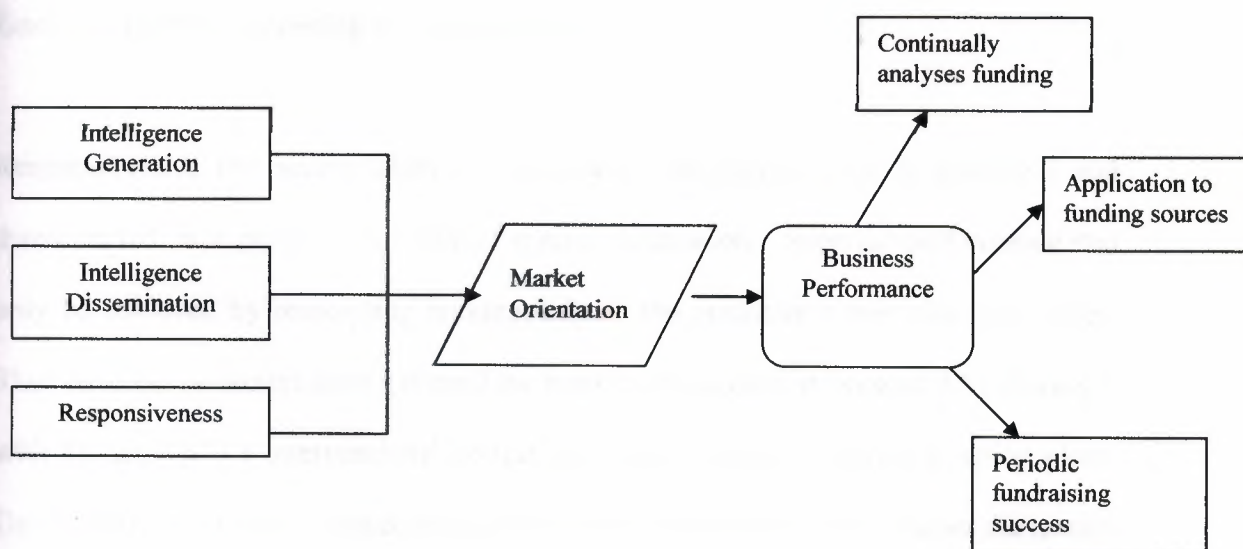 Intelligence
Generation
Intelligence
Dissemination
Responsiveness
Market
Orientation
Business
Performance
Continually
analyses funding
Application to
funding sources
Periodic
fundraising
success